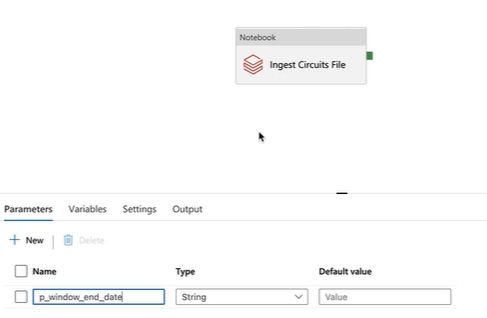 Notebook
Ingest Circuits File
Parameters Variables Settings Output
New Delete
Name Type Default value
p_window_end_date String Value